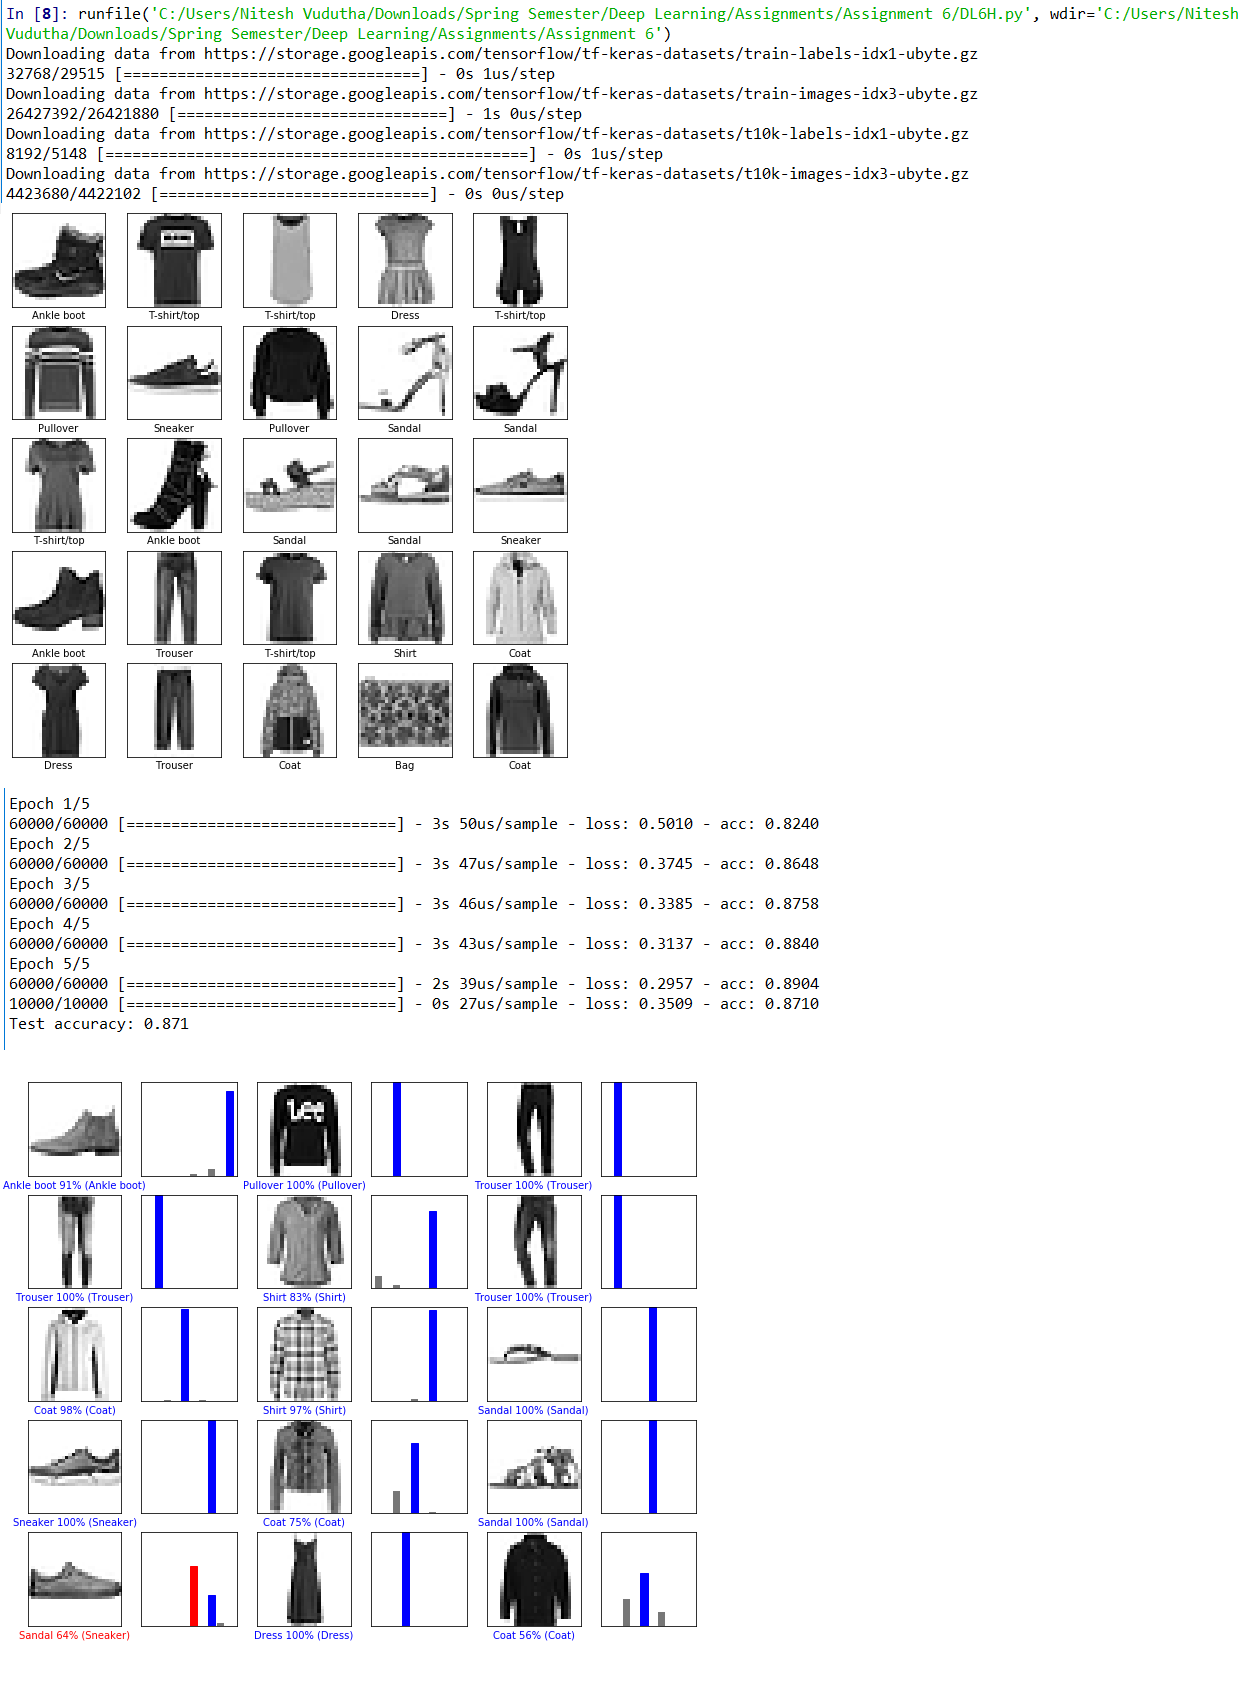 In [8]: runfile('C:/Users/Nitesh Vudutha/Downloads/Spring Semester/Deep Learning/Assignments/Assignment 6/DL6H.py', wdir='C:/Users/Nitesh
Vudutha/Downloads/Spring Semester/Deep Learning/Assignments/Assignment 6')
Downloading data from https://storage.googleapis.com/tensorflow/tf-keras-datasets/train-labels-idx1-ubyte.gz
32768/29515 [=================================] - 0s 1us/step
Downloading data from https://storage.googleapis.com/tensorflow/tf-keras-datasets/train-images-idx3-ubyte.gz
26427392/26421880 [==============================] - 1s 0us/step
Downloading data from https://storage.googleapis.com/tensorflow/tf-keras-datasets/t10k-labels-idx1-ubyte.gz
8192/5148 [===============================================] - 0s 1us/step
Downloading data from https://storage.googleapis.com/tensorflow/tf-keras-datasets/t10k-images-idx3-ubyte.gz
4423680/4422102 [==============================] - 0s 0us/step
Ankle boot T-shirt/top T-shirt/top Dress T-shirt/top
Pullover Sneaker Pullover Sandal Sandal
T-shirt/top Ankle boot Sandal Sandal Sneaker
Ankle boot Trouser T-shirt/top Shirt Coat
Dress Trouser Coat Bag Coat
Epoch 1/5
60000/60000 [==============================] - 3s 50us/sample - loss: 0.5010 - acc: 0.8240
Epoch 2/5
60000/60000 [==============================] - 3s 47us/sample - loss: 0.3745 - acc: 0.8648
Epoch 3/5
60000/60000 [==============================] - 3s 46us/sample - loss: 0.3385 - acc: 0.8758
Epoch 4/5
60000/60000 [==============================] - 3s 43us/sample - loss: 0.3137 - acc: 0.8840
Epoch 5/5
60000/60000 [==============================] - 2s 39us/sample - loss: 0.2957 - acc: 0.8904
10000/10000 [==============================] - 0s 27us/sample - loss: 0.3509 - acc: 0.8710
Test accuracy: 0.871
Lee
Ankle boot 91% (Ankle boot) Pullover 100% (Pullover) Trouser 100% (Trouser)
Trouser 100% (Trouser) Shirt 83% (Shirt) Trouser 100% (Trouser)
Coat 98% (Coat) Shirt 97% (Shirt) Sandal 100% (Sandal)
Sneaker 100% (Sneaker) Coat 75% (Coat) Sandal 100% (Sandal)
Sandal 64% (Sneaker) Dress 100% (Dress) Coat 56% (Coat)